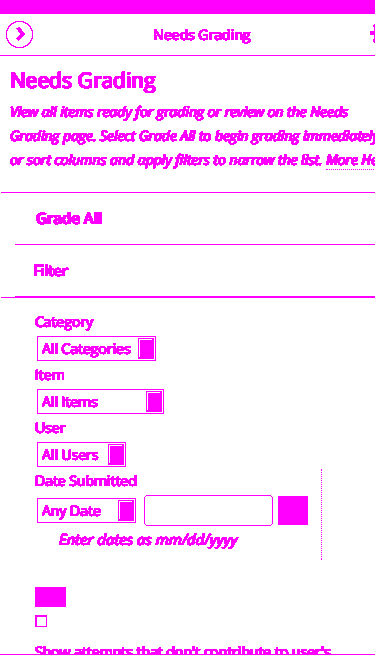 Needs Grading
Needs Grading
View all items ready for grading or review on the Needs
Grading page. Select Grade All to begin grading immediately
or sort columns and apply filters to narrow the list. More He
Grade All
Filter
Category
All Categories
Item
All Items
User
All Users
Date Submitted
Any Date
Enter dates as mm/dd/yyyy
Show attempts that don't contribute to user's